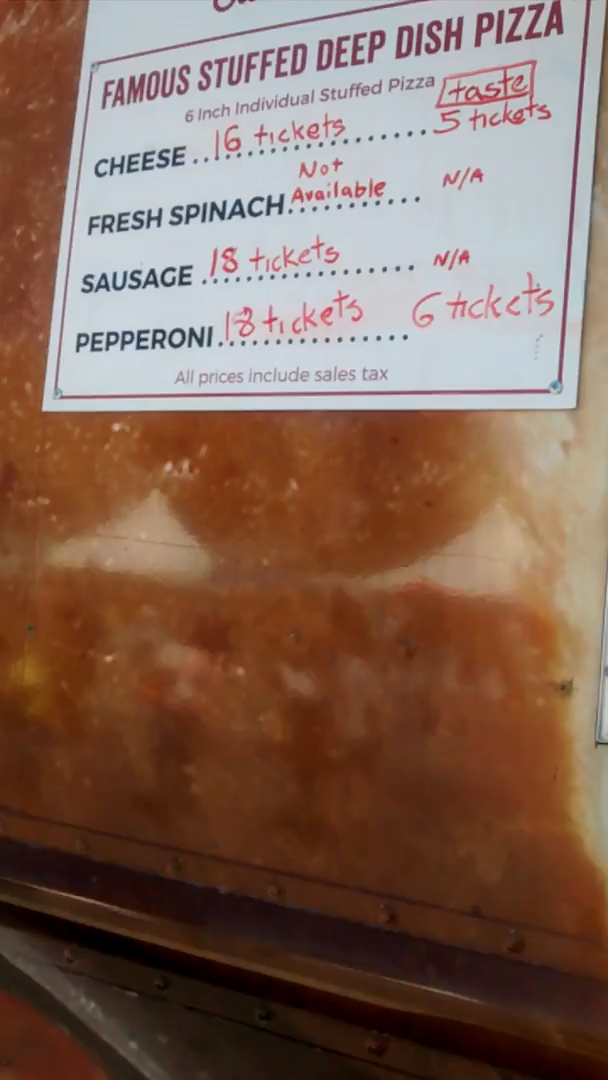 FAMOUS STUFFED DEEP DISH PIZZA
6 Inch Individual Stuffed Pizza taste
CHEESE .. 16 tickets 5 tickets
FRESH SPINACH Not Available N/A
SAUSAGE 18 tickets N/A
PEPPERONI 18 tickets 6 tickets
All prices include sales tax